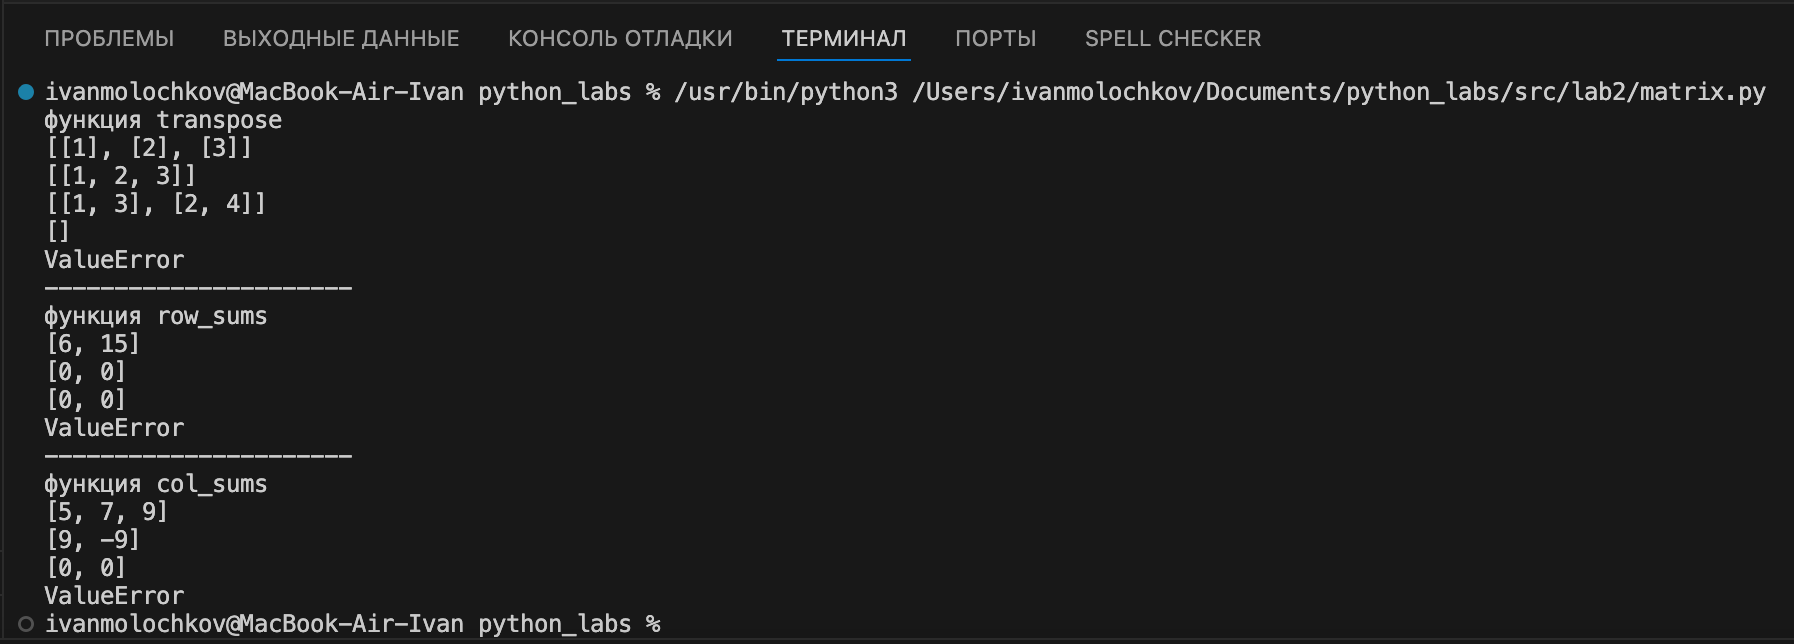 ПРОБЛЕМЫ ВЫХОДНЫЕ ДАННЫЕ КОНСОЛЬ ОТЛАДКИ ТЕРМИНАЛ ПОРТЫ SPELL CHECKER
ivanmolochkov@MacBook-Air-Ivan python_labs % /usr/bin/python3 /Users/ivanmolochkov/Documents/python_labs/src/lab2/matrix.py
функция transpose
[[1], [2], [3]]
[[1, 2, 3]]
[[1, 3], [2, 4]]
[]
ValueError
----------------------
функция row_sums
[6, 15]
[0, 0]
[0, 0]
ValueError
----------------------
функция col_sums
[5, 7, 9]
[9, -9]
[0, 0]
ValueError
ivanmolochkov@MacBook-Air-Ivan python_labs %